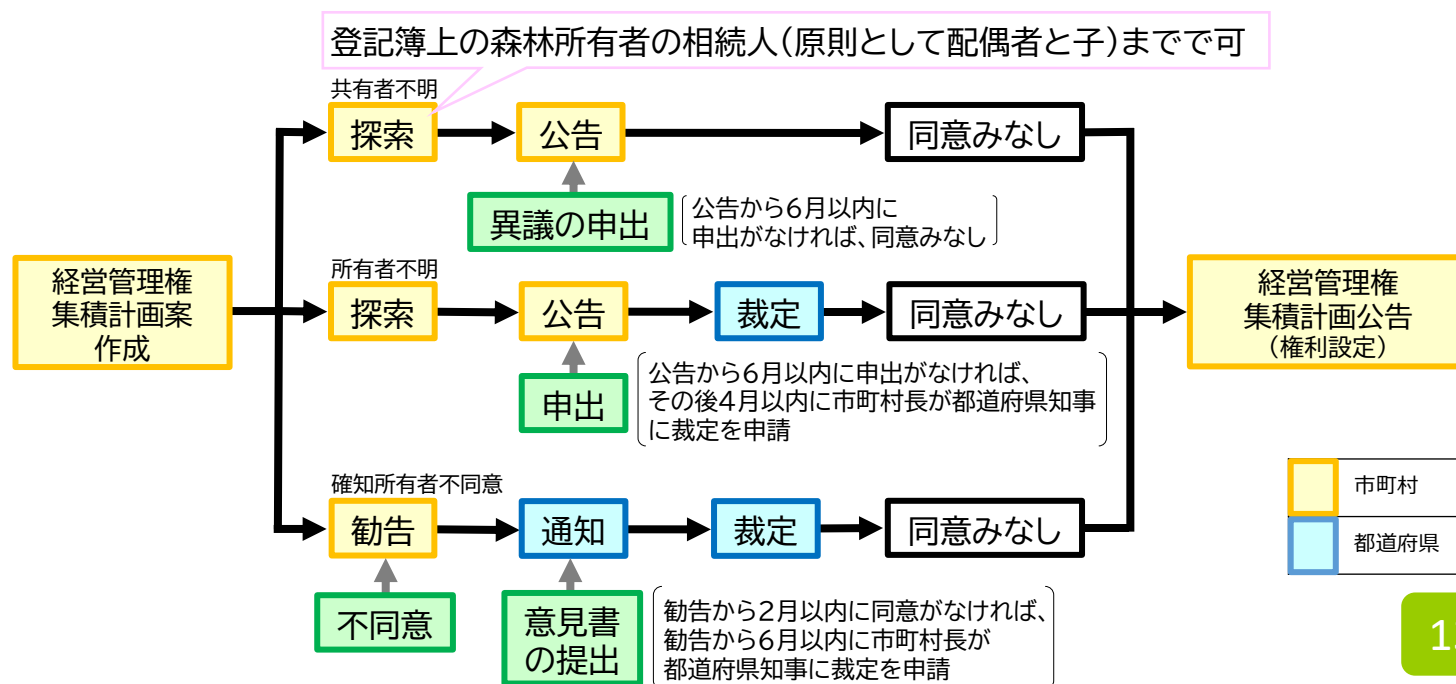 登記簿上の森林所有者の相続人(原則として配偶者と子)までで可
共有者不明
探索
公告
同意みなし
異議の申出
公告から6月以内に
申出がなければ、同意みなし
経営管理権
集積計画案
作成
所有者不明
探索
公告
裁定
同意みなし
経営管理権
集積計画公告
(権利設定)
申出
公告から6月以内に申出がなければ、
その後4月以内に市町村長が都道府県知事
に裁定を申請
確知所有者不同意
勧告
通知
裁定
同意みなし
不同意
意見書
の提出
勧告から2月以内に同意がなければ、
勧告から6月以内に市町村長が
都道府県知事に裁定を申請
市町村
都道府県